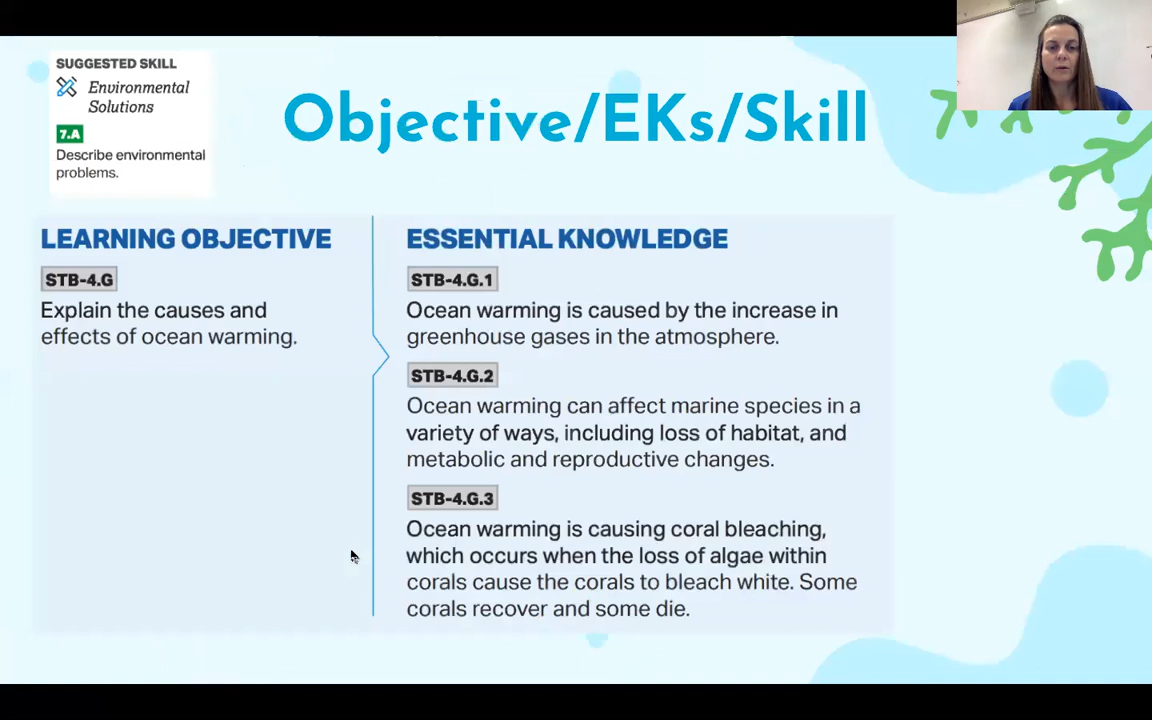 SUGGESTED SKILL
Environmental
Solutions
7.A
Describe environmental
problems.
Objective/EKs/Skill
LEARNING OBJECTIVE
STB-4.G
Explain the causes and
effects of ocean warming.
ESSENTIAL KNOWLEDGE
STB-4.G.1
Ocean warming is caused by the increase in
greenhouse gases in the atmosphere.
STB-4.G.2
Ocean warming can affect marine species in a
variety of ways, including loss of habitat, and
metabolic and reproductive changes.
STB-4.G.3
Ocean warming is causing coral bleaching,
which occurs when the loss of algae within
corals cause the corals to bleach white. Some
corals recover and some die.